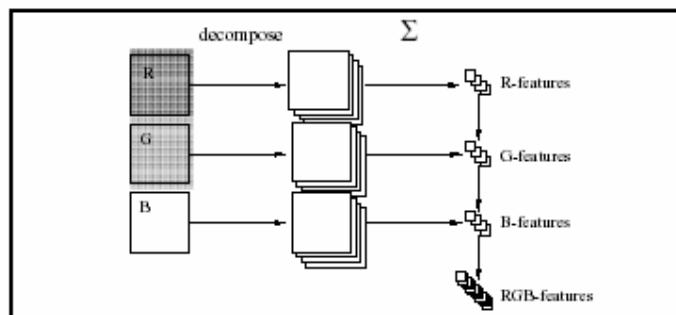 decompose Σ
R R-features
G G-features
B B-features
RGB-features